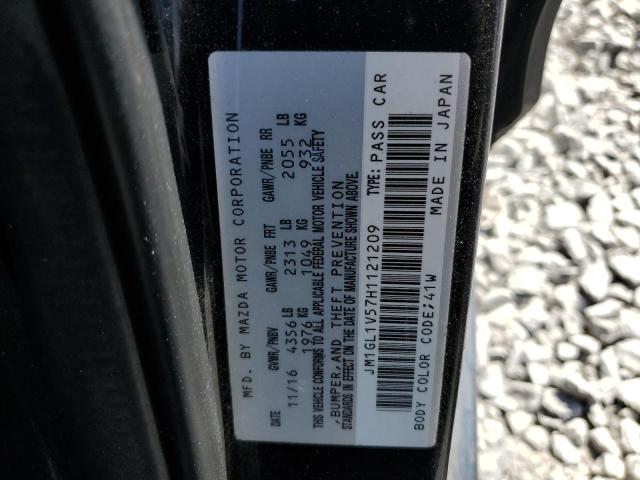 MFD. BY MAZDA MOTOR CORPORATION
DATE GVWR/PNBV GAWR/PNBE FRT GAWR/PNBE RR
11/16 4356 LB 2313 LB 2055 LB
1976 KG 1049 KG 932 KG
THIS VEHICLE CONFORMS TO ALL APPLICABLE FEDERAL MOTOR VEHICLE SAFETY
,BUMPER,AND THEFT PREVENTION
STANDARDS IN EFFECT ON THE DATE OF MANUFACTURE SHOWN ABOVE.
JM1GL1V57H1121209 TYPE: PASS CAR
BODY COLOR CODE:41W MADE IN JAPAN